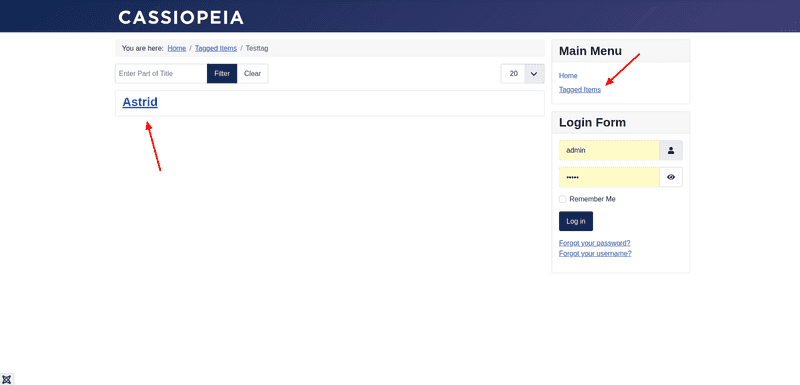 CASSIOPEIA
You are here: Home / Tagged Items / Testtag
Enter Part of Title Filter Clear 20
Astrid
Main Menu
Home
Tagged Items
Login Form
admin
•••••
Remember Me
Log in
Forgot your password?
Forgot your username?